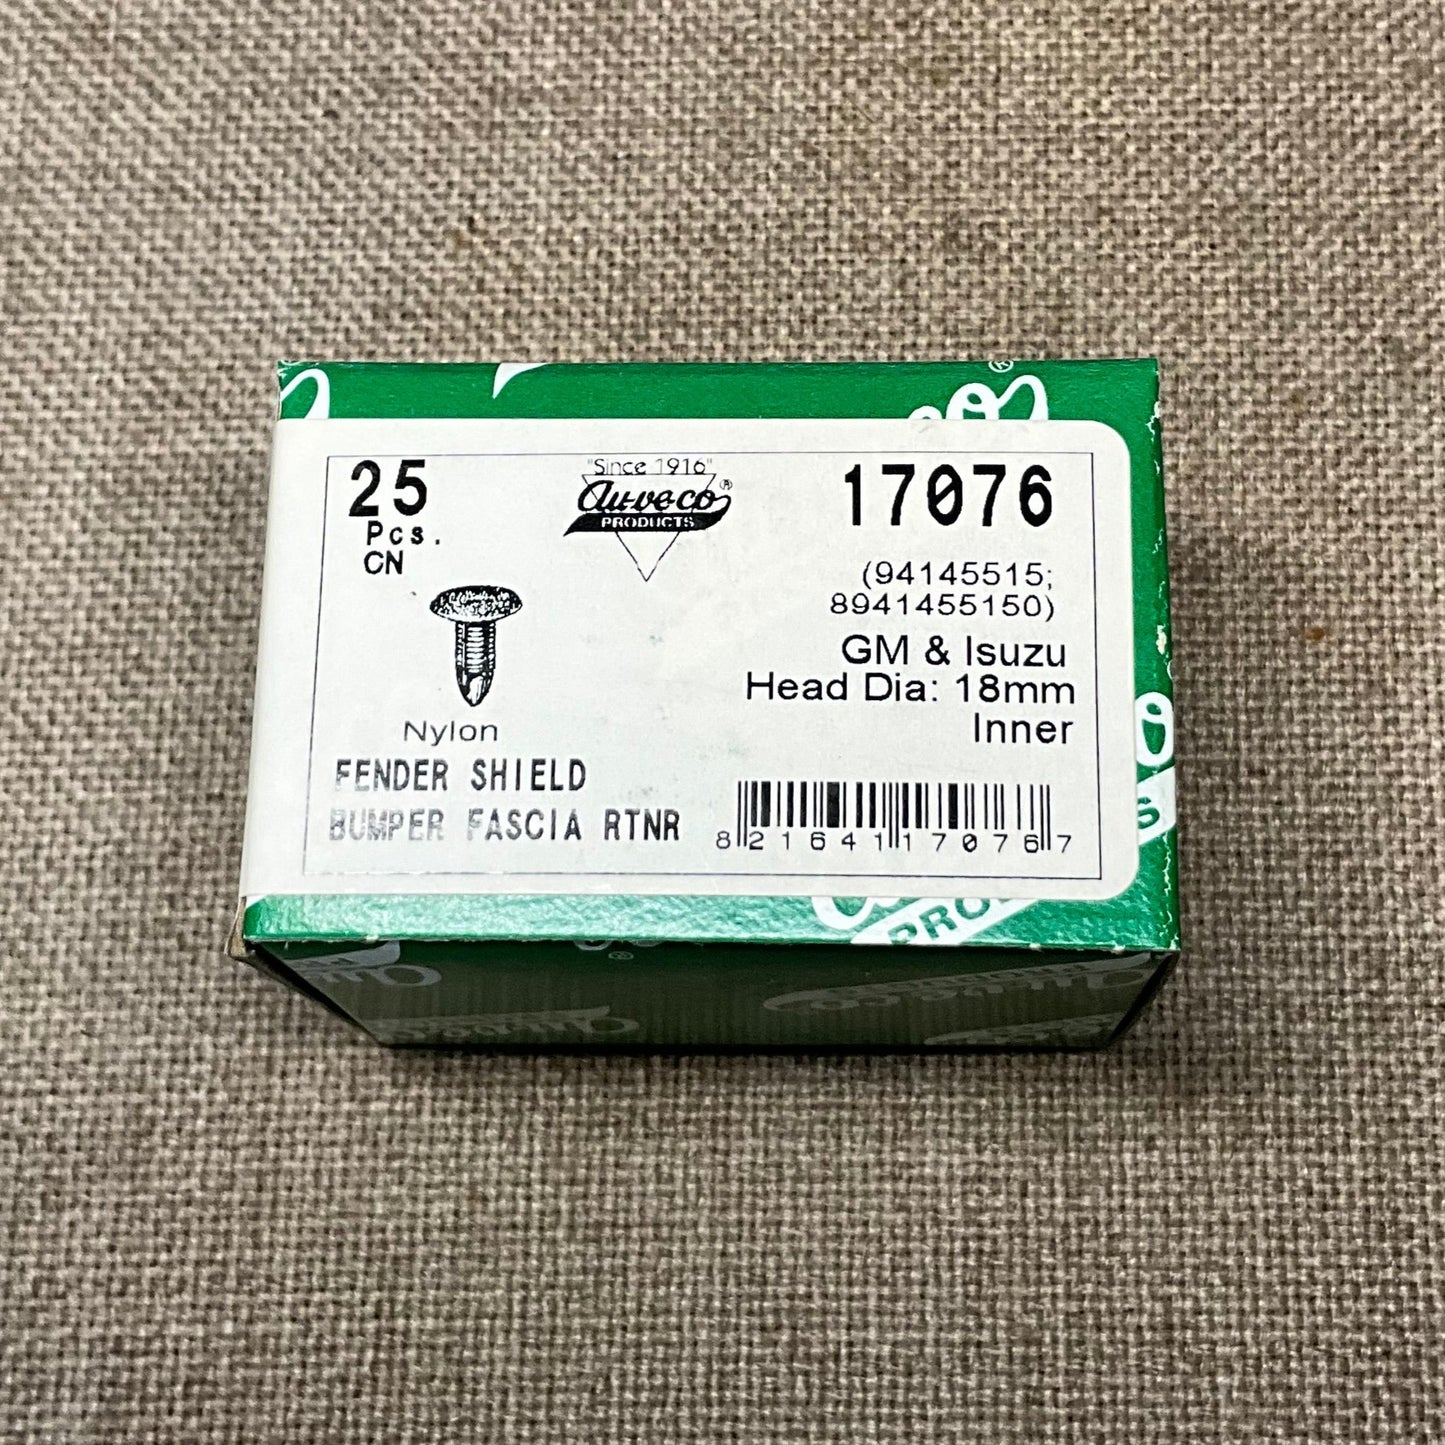 25
Pcs.
CN
"Since 1916"
Au-ve-co®
PRODUCTS
17076
(94145515;
8941455150)
GM & Isuzu
Head Dia: 18mm
Inner
Nylon
FENDER SHIELD
BUMPER FASCIA RTNR
8 21641 17076 7